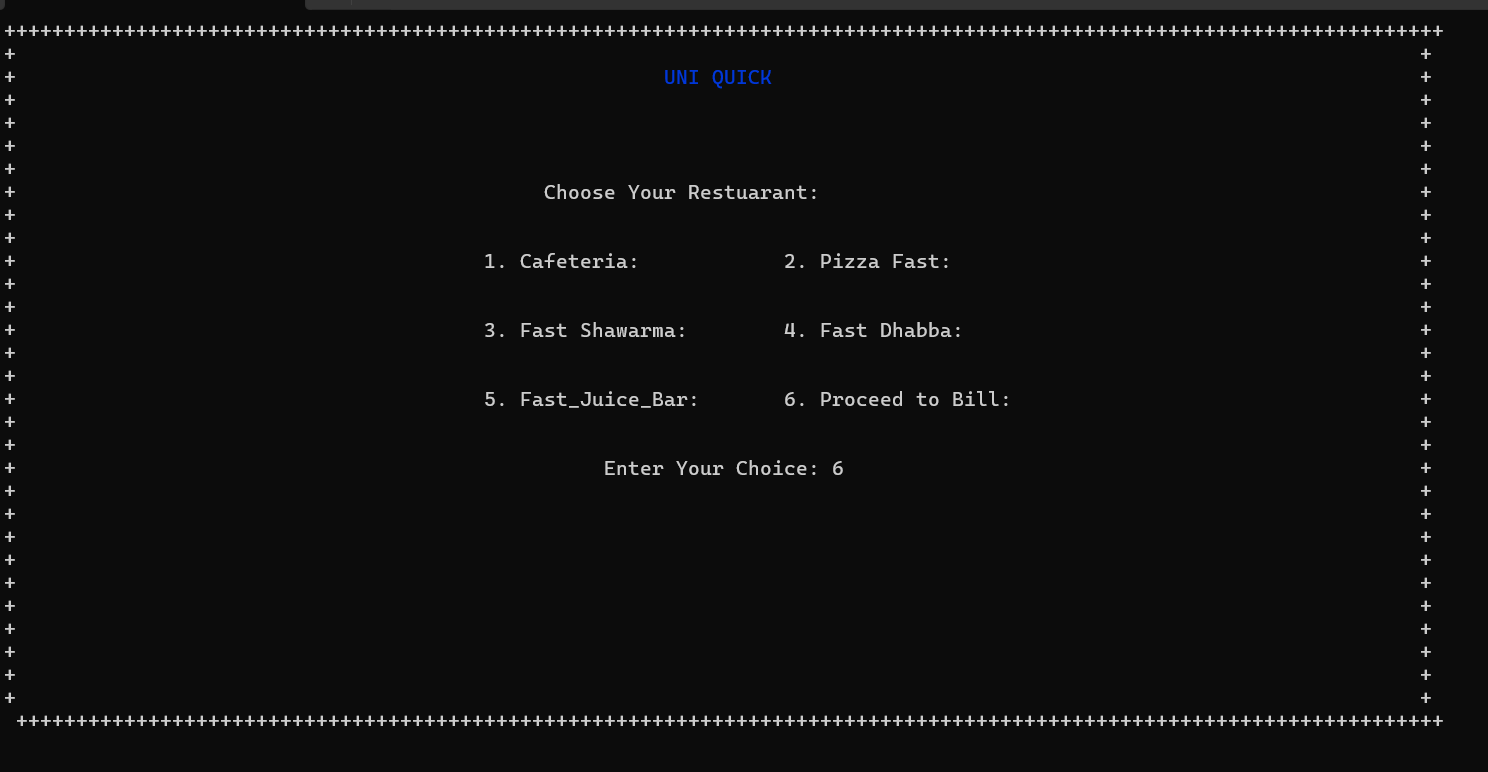 UNI QUICK
Choose Your Restuarant:
1. Cafeteria: 2. Pizza Fast:
3. Fast Shawarma: 4. Fast Dhabba:
5. Fast_Juice_Bar: 6. Proceed to Bill:
Enter Your Choice: 6